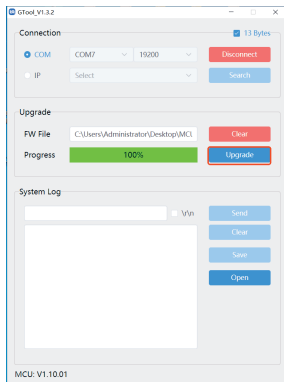 GTool_V1.3.2
Connection
13 Bytes
COM COM7 19200 Disconnect
IP Select Search
Upgrade
FW File C:\Users\Administrator\Desktop\MCU Clear
Progress 100% Upgrade
System Log
\r\n Send
Clear
Save
Open
MCU: V1.10.01